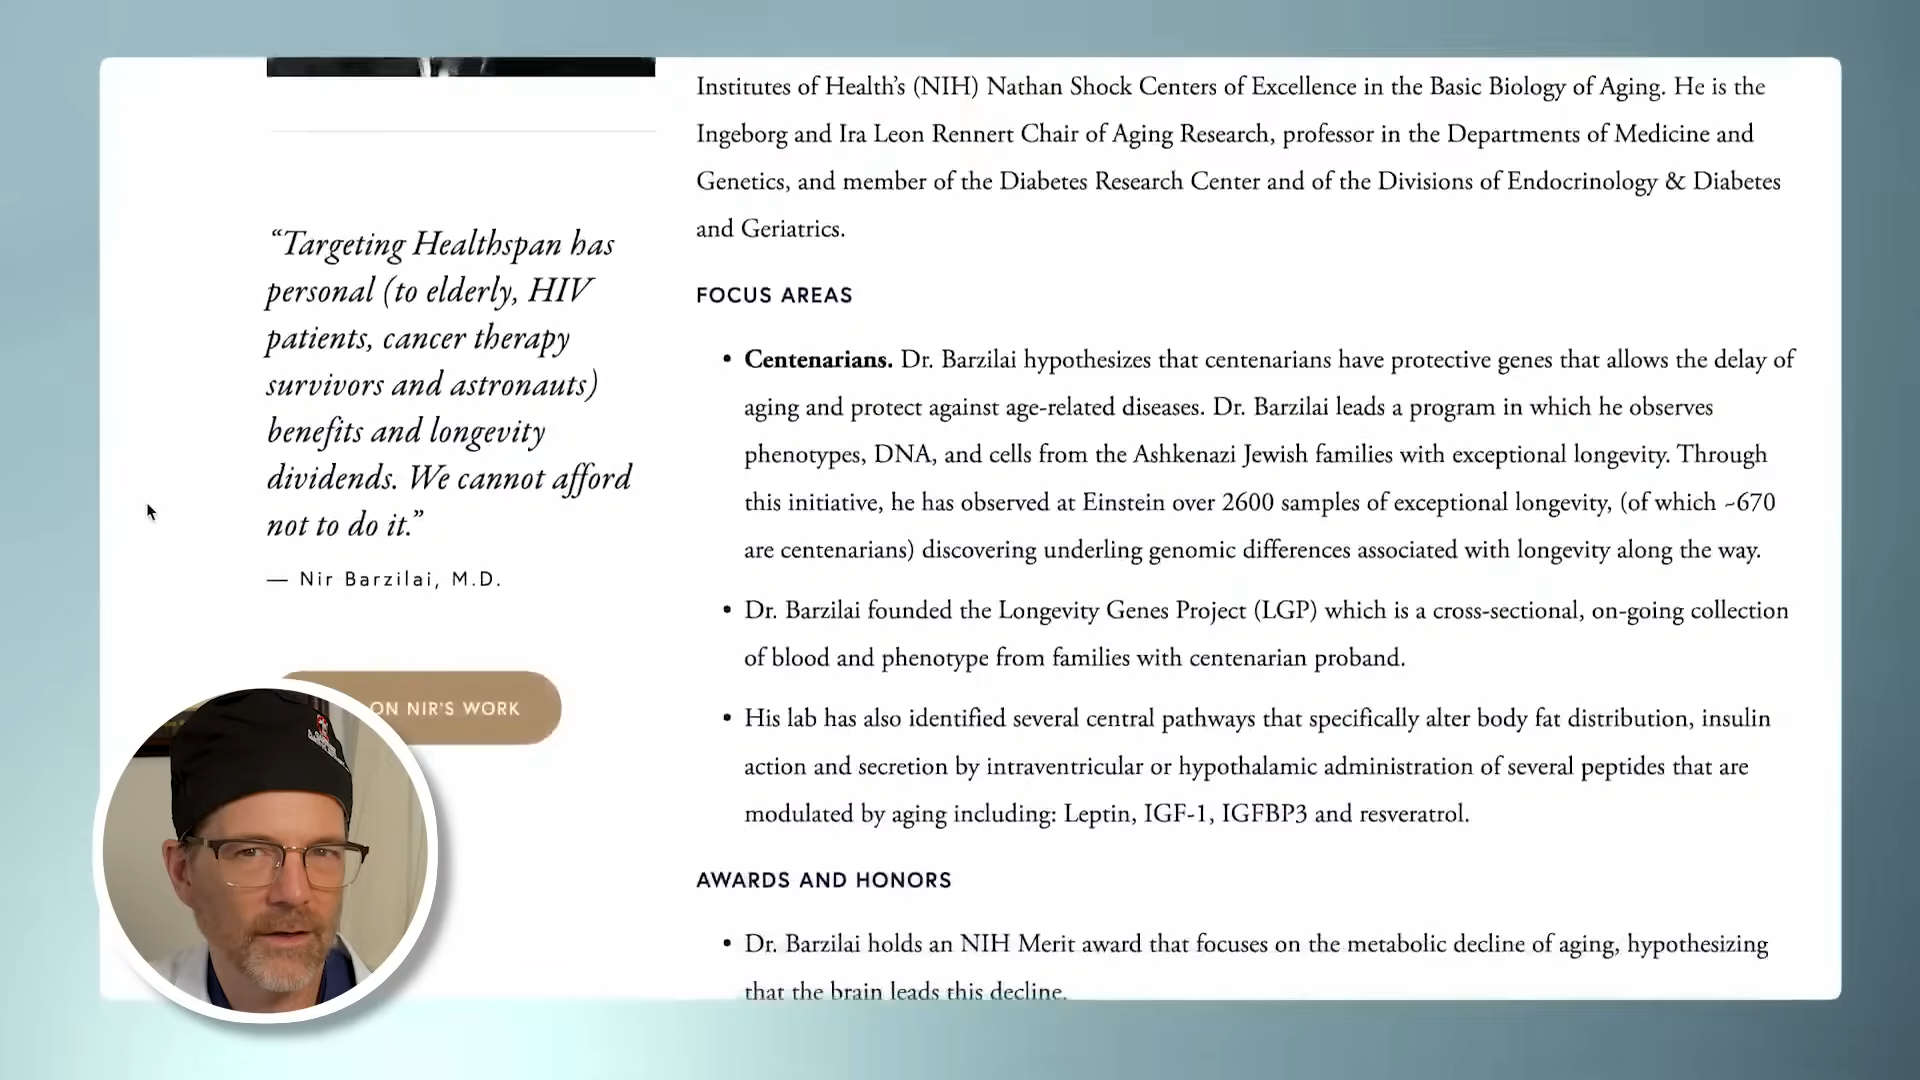 “Targeting Healthspan has
personal (to elderly, HIV
patients, cancer therapy
survivors and astronauts)
benefits and longevity
dividends. We cannot afford
not to do it.”
— Nir Barzilai, M.D.
ON NIR'S WORK
Institutes of Health’s (NIH) Nathan Shock Centers of Excellence in the Basic Biology of Aging. He is the
Ingeborg and Ira Leon Rennert Chair of Aging Research, professor in the Departments of Medicine and
Genetics, and member of the Diabetes Research Center and of the Divisions of Endocrinology & Diabetes
and Geriatrics.
FOCUS AREAS
• Centenarians. Dr. Barzilai hypothesizes that centenarians have protective genes that allows the delay of
aging and protect against age-related diseases. Dr. Barzilai leads a program in which he observes
phenotypes, DNA, and cells from the Ashkenazi Jewish families with exceptional longevity. Through
this initiative, he has observed at Einstein over 2600 samples of exceptional longevity, (of which ~670
are centenarians) discovering underling genomic differences associated with longevity along the way.
• Dr. Barzilai founded the Longevity Genes Project (LGP) which is a cross-sectional, on-going collection
of blood and phenotype from families with centenarian proband.
• His lab has also identified several central pathways that specifically alter body fat distribution, insulin
action and secretion by intraventricular or hypothalamic administration of several peptides that are
modulated by aging including: Leptin, IGF-1, IGFBP3 and resveratrol.
AWARDS AND HONORS
• Dr. Barzilai holds an NIH Merit award that focuses on the metabolic decline of aging, hypothesizing
that the brain leads this decline.